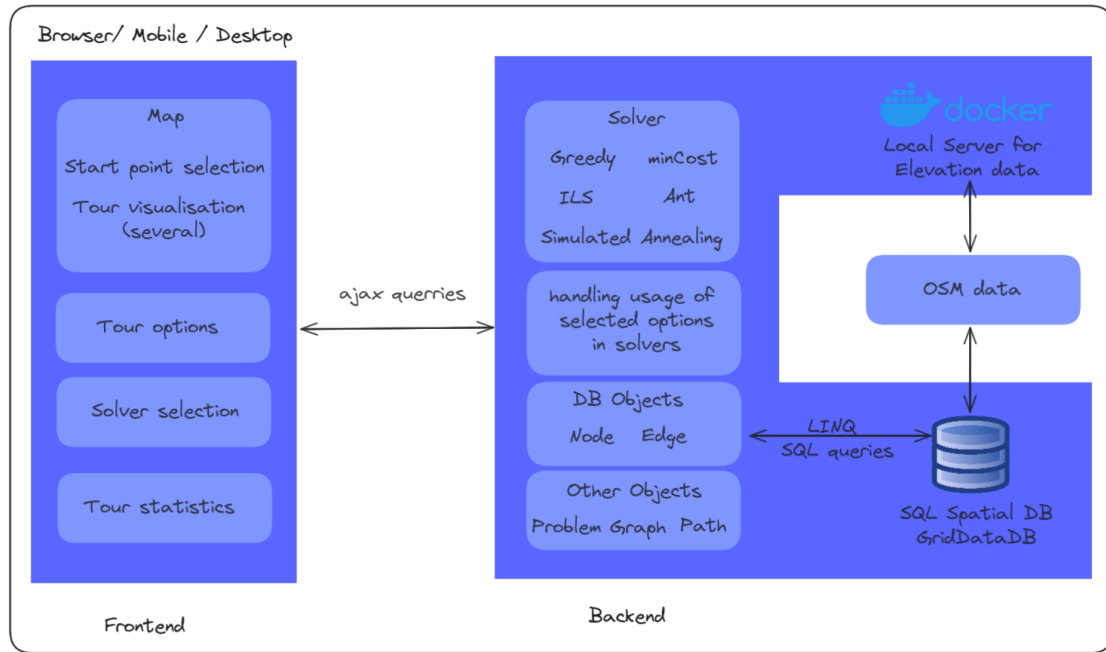 Browser/ Mobile / Desktop
Map
Start point selection
Tour visualisation
(several)
Tour options
Solver selection
Tour statistics
Frontend
ajax querries
Solver
Greedy minCost
ILS Ant
Simulated Annealing
handling usage of
selected options
in solvers
DB Objects
Node Edge
Other Objects
Problem Graph Path
Backend
LINQ
SQL queries
docker
Local Server for
Elevation data
OSM data
SQL Spatial DB
GridDataDB